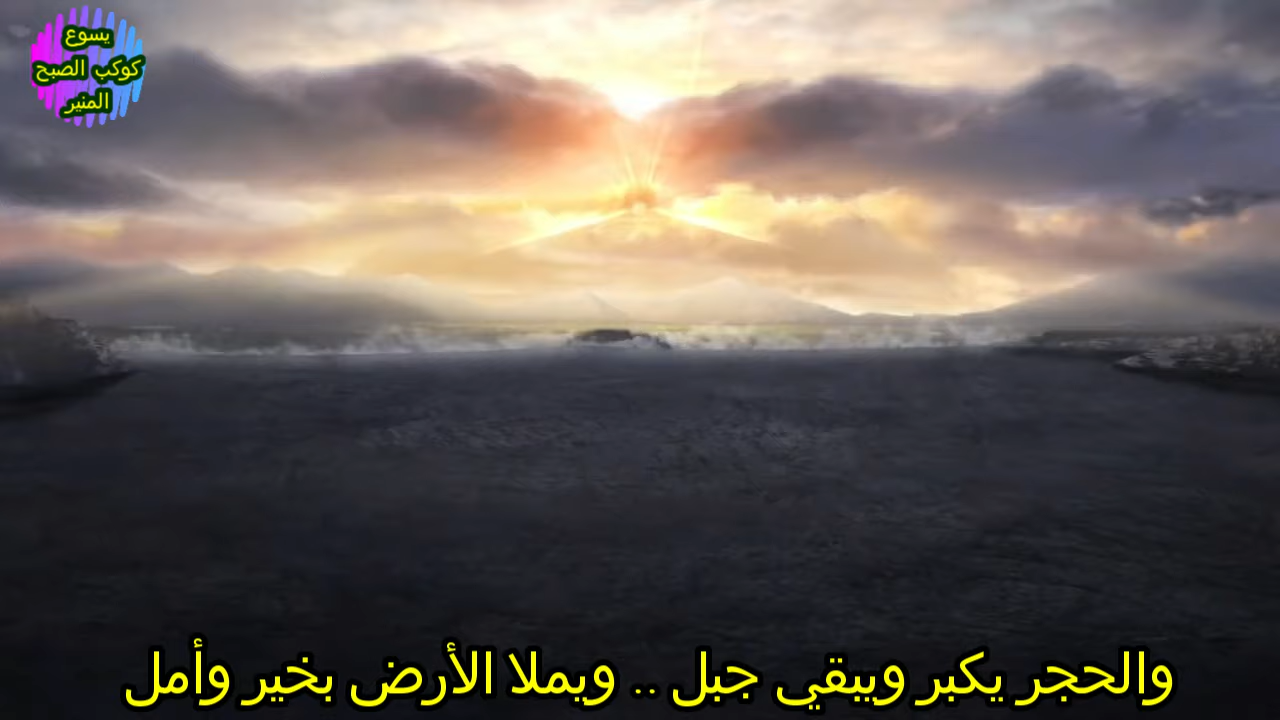 يسوع
كوكب الصبح
المنير
والحجر يكبر ويبقي جبل .. ويملا الأرض بخير وأمل